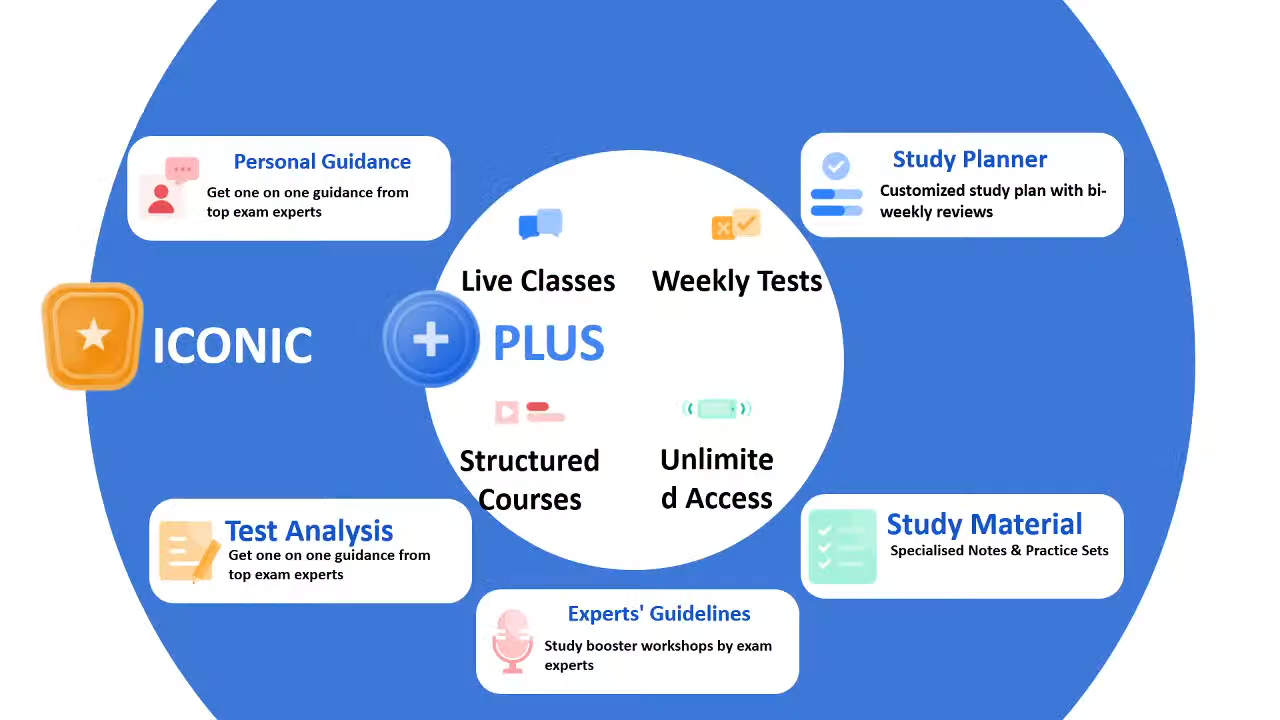 Personal Guidance
Get one on one guidance from
top exam experts
Study Planner
Customized study plan with bi-
weekly reviews
Live Classes
Weekly Tests
ICONIC
PLUS
Structured
Courses
Unlimite
d Access
Test Analysis
Get one on one guidance from
top exam experts
Study Material
Specialised Notes & Practice Sets
Experts' Guidelines
Study booster workshops by exam
experts